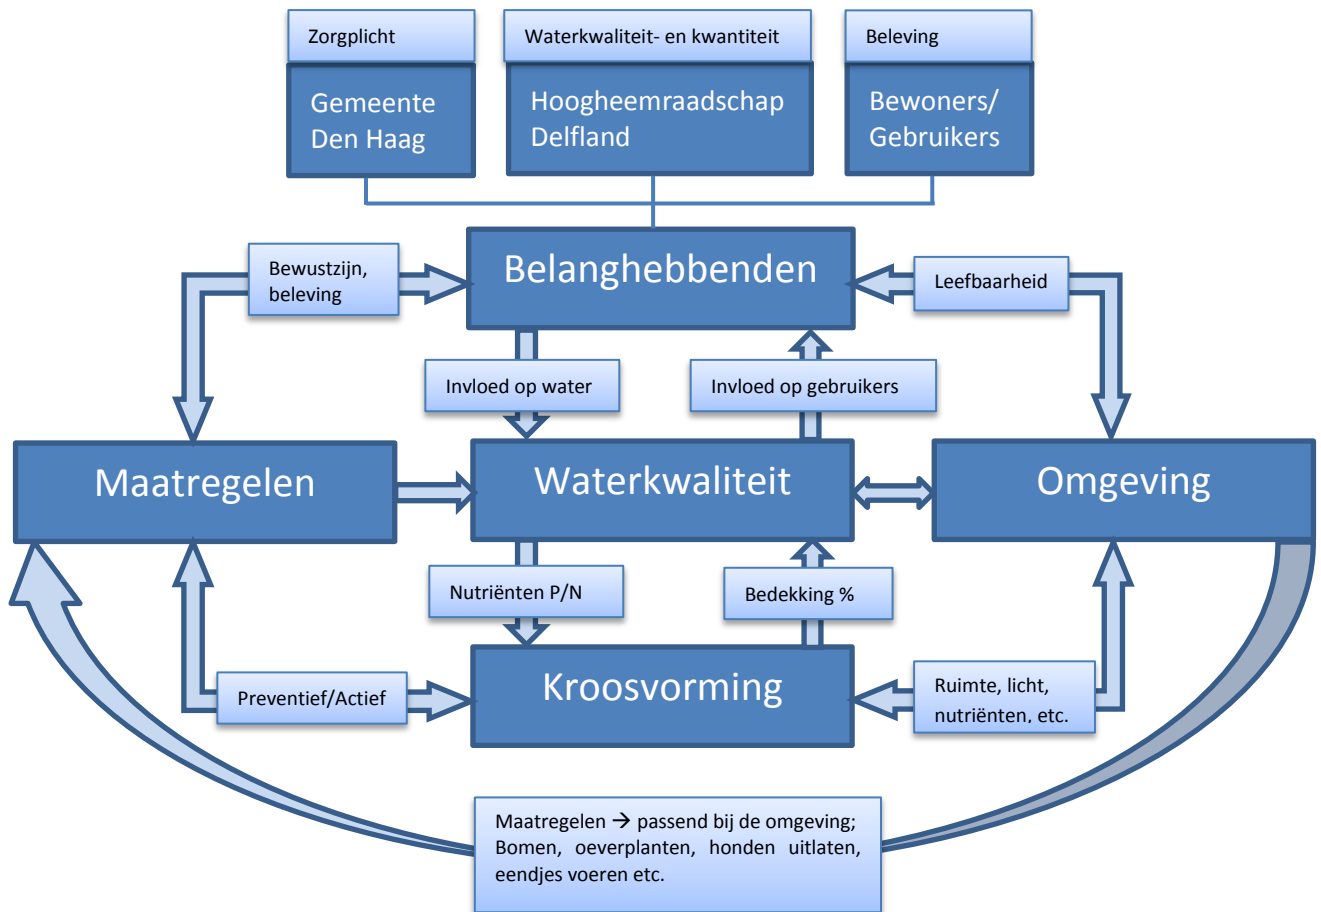 Zorgplicht
Waterkwaliteit- en kwantiteit
Beleving
Gemeente
Den Haag
Hoogheemraadschap
Delfland
Bewoners/
Gebruikers
Belanghebbenden
Bewustzijn,
beleving
Leefbaarheid
Invloed op water
Invloed op gebruikers
Maatregelen
Waterkwaliteit
Omgeving
Nutriënten P/N
Bedekking %
Kroosvorming
Preventief/Actief
Ruimte, licht,
nutriënten, etc.
Maatregelen → passend bij de omgeving;
Bomen, oeverplanten, honden uitlaten,
eendjes voeren etc.